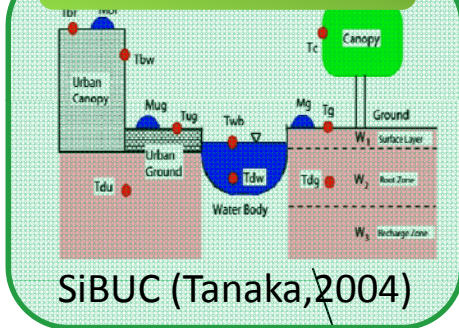 Tbr
Mbr
Tbw
Tc
Canopy
Urban
Canopy
Mug
Tug
Twb
Mg
Tg
Ground
W1 Surface Layer
Urban
Ground
Tdu
Tdw
Tdg
W2 Root Zone
Water Body
W3 Recharge Zone
SiBUC (Tanaka,2004)